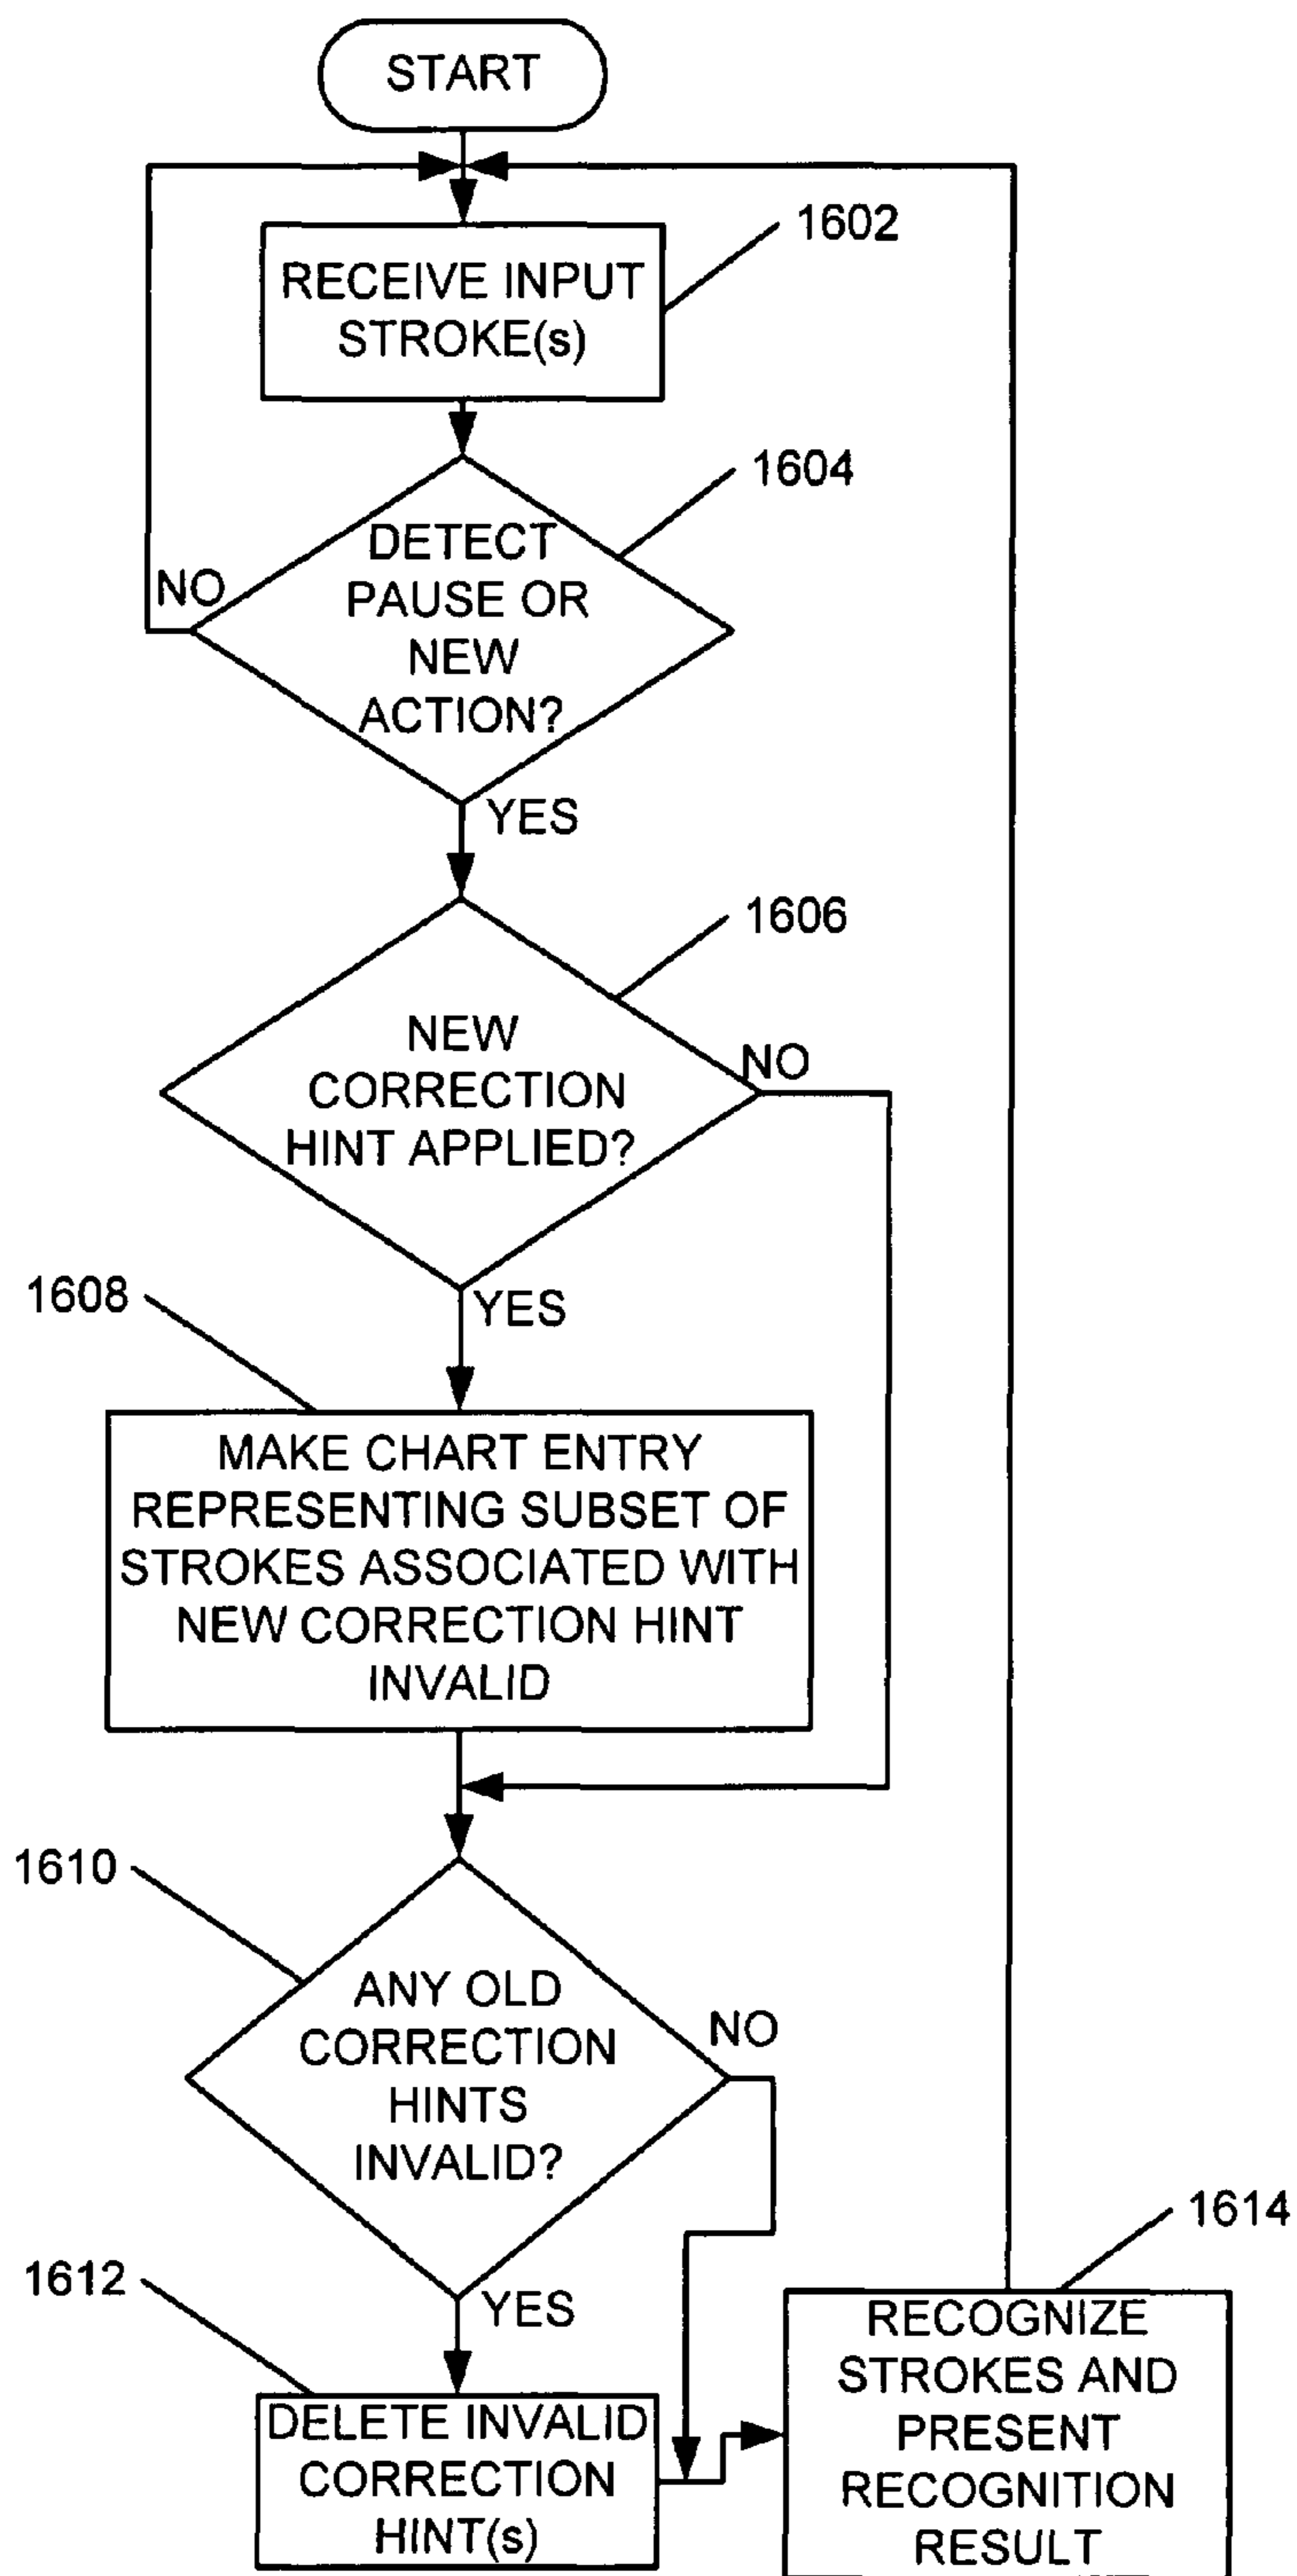 START
1602
RECEIVE INPUT
STROKE(s)
1604
DETECT
PAUSE OR
NEW
ACTION?
NO
YES
1606
NEW
CORRECTION
HINT APPLIED?
NO
YES
1608
MAKE CHART ENTRY
REPRESENTING SUBSET OF
STROKES ASSOCIATED WITH
NEW CORRECTION HINT
INVALID
1610
ANY OLD
CORRECTION
HINTS
INVALID?
NO
YES
1612
DELETE INVALID
CORRECTION
HINT(s)
1614
RECOGNIZE
STROKES AND
PRESENT
RECOGNITION
RESULT